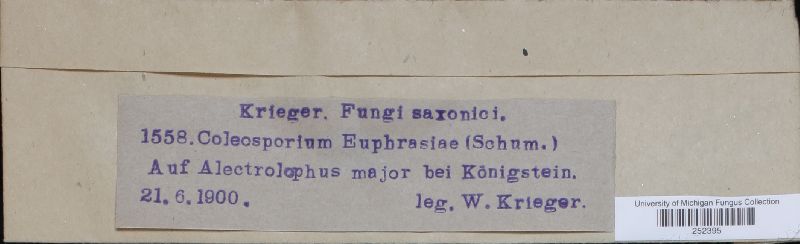 Krieger. Fungi saxonici.
1558. Coleosporium Euphrasiae (Schum.)
Auf Alectrolophus major bei Königstein.
21. 6. 1900. leg. W. Krieger.
University of Michigan Fungus Collection
252395